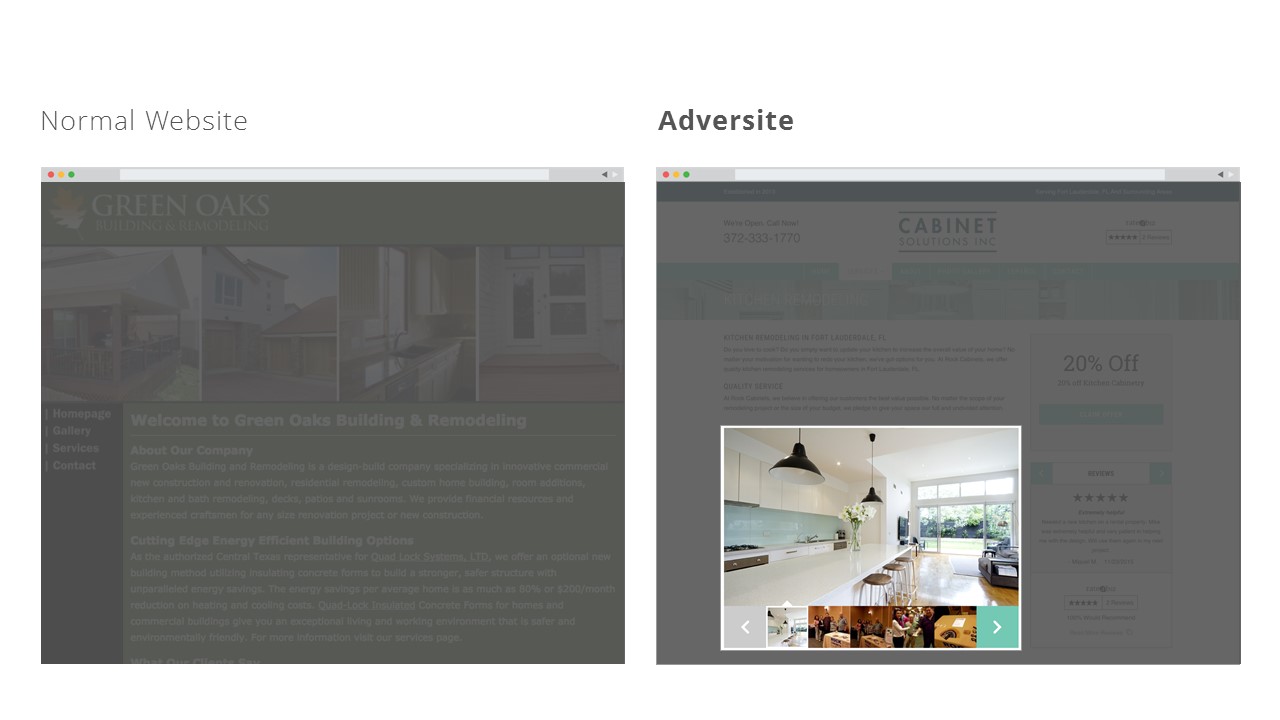 Normal Website
Adversite
GREEN OAKS
BUILDING & REMODELING
| Homepage
| Gallery
| Services
| Contact
Welcome to Green Oaks Building & Remodeling
About Our Company
Green Oaks Building and Remodeling is a design-build company specializing in innovative commercial
new construction and renovation, residential remodeling, custom home building, room additions,
kitchen and bath remodeling, decks, patios and sunrooms. We provide financial resources and
experienced craftsmen for any size renovation project or new construction.
Cutting Edge Energy Efficient Building Options
As the authorized Central Texas representative for Quad Lock Systems, LTD, we offer an optional new
building method utilizing insulating concrete forms to build a stronger, safer structure with
unparalleled energy savings. The energy savings per average home is as much as 80% or $200/month
reduction on heating and cooling costs. Quad-Lock Insulated Concrete Forms for homes and
commercial buildings give you an exceptional living and working environment that is safer and
environmentally friendly. For more information visit our services page.
What Our Clients Say
We're Open. Call Now!
372-333-1770
CABINET
SOLUTIONS, INC
2 Reviews
KITCHEN REMODELING
KITCHEN REMODELING IN FORT LAUDERDALE, FL
QUALITY SERVICE
20% Off
20% off Kitchen Cabinetry
REVIEWS
Extremely helpful
2 Reviews